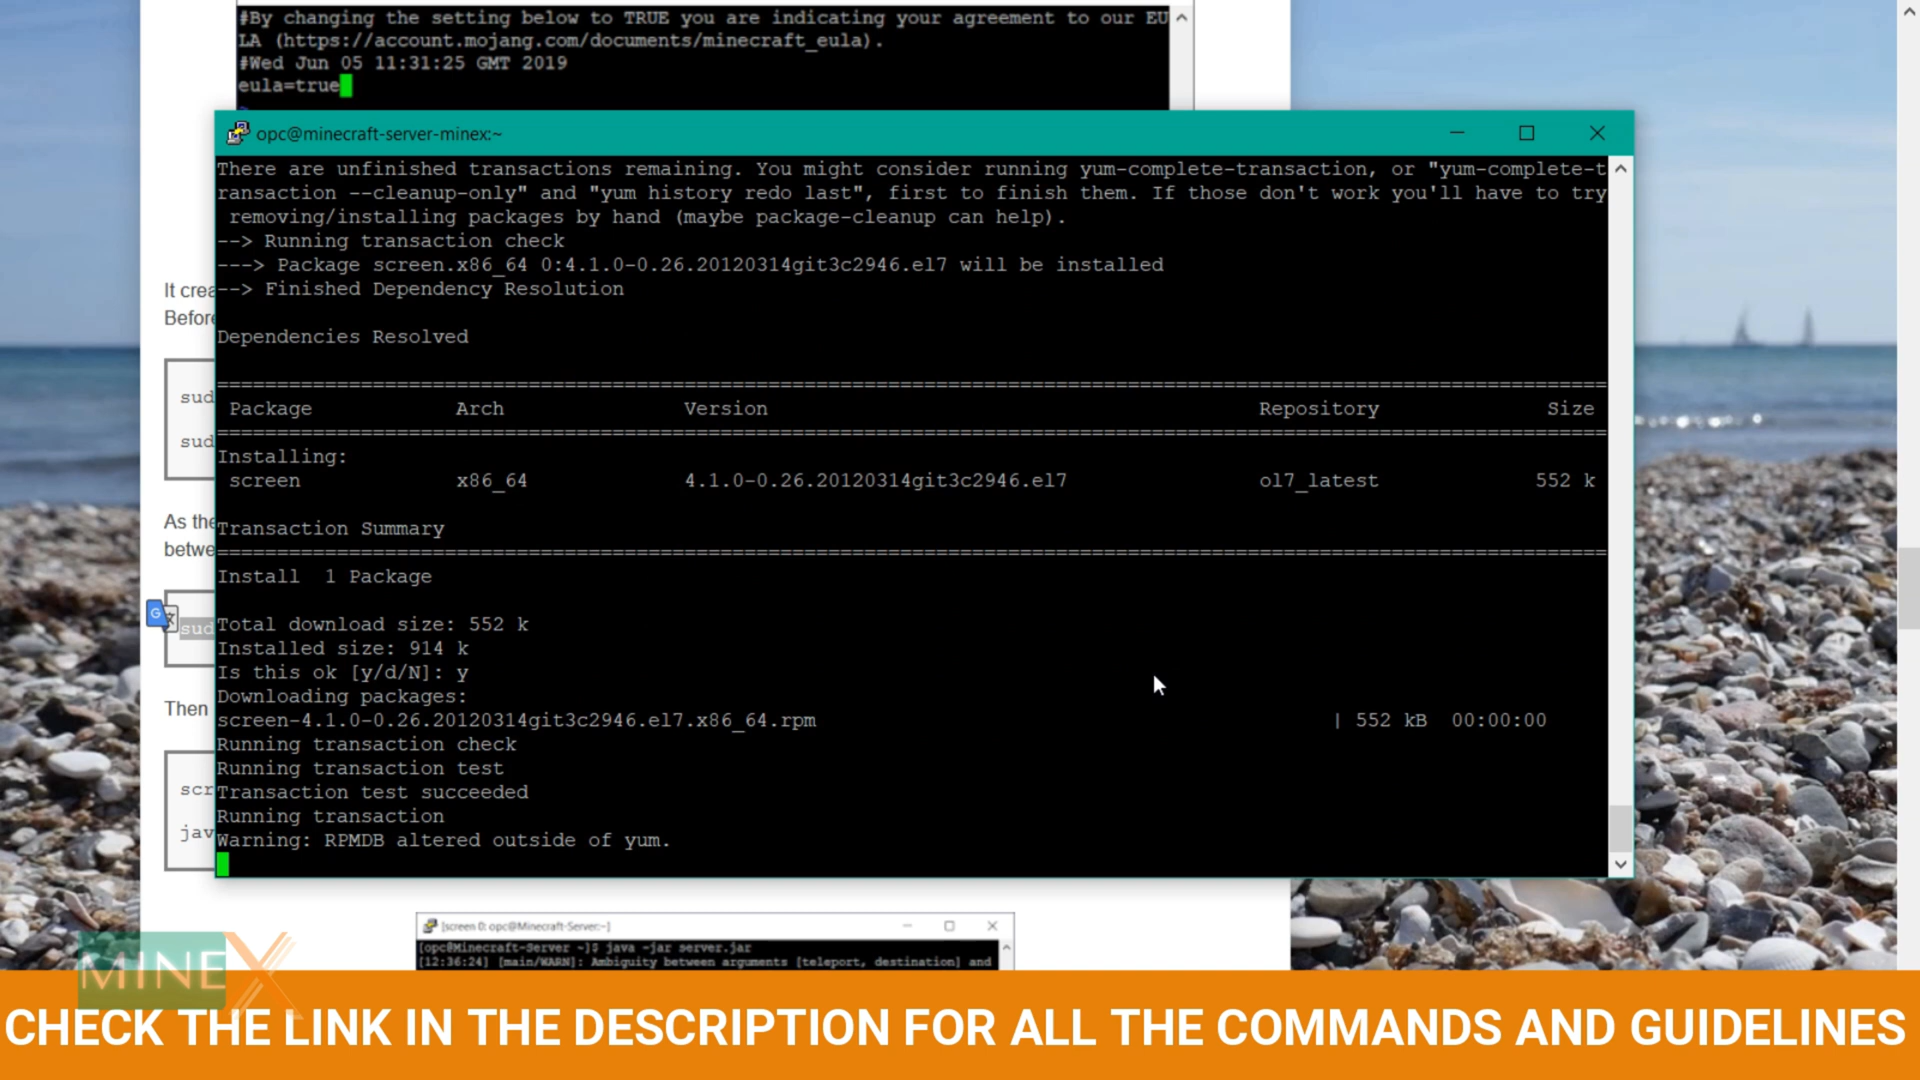 #By changing the setting below to TRUE you are indicating your agreement to our EU
LA (https://account.mojang.com/documents/minecraft_eula).
#Wed Jun 05 11:31:25 GMT 2019
eula=true
opc@minecraft-server-minex:~
There are unfinished transactions remaining. You might consider running yum-complete-transaction, or "yum-complete-t
ransaction --cleanup-only" and "yum history redo last", first to finish them. If those don't work you'll have to try
removing/installing packages by hand (maybe package-cleanup can help).
--> Running transaction check
---> Package screen.x86_64 0:4.1.0-0.26.20120314git3c2946.el7 will be installed
--> Finished Dependency Resolution
Dependencies Resolved
Package Arch Version Repository Size
Installing:
screen x86_64 4.1.0-0.26.20120314git3c2946.el7 ol7_latest 552 k
Transaction Summary
Install 1 Package
Total download size: 552 k
Installed size: 914 k
Is this ok [y/d/N]: y
Downloading packages:
screen-4.1.0-0.26.20120314git3c2946.el7.x86_64.rpm | 552 kB 00:00:00
Running transaction check
Running transaction test
Transaction test succeeded
Running transaction
Warning: RPMDB altered outside of yum.
It crea
Before
sud
sud
As the
betwe
sud
Then
scr
jav
[screen 0: opc@Minecraft-Server:~]
[opc@Minecraft-Server ~]$ java -jar server.jar
[12:36:24] [main/WARN]: Ambiguity between arguments [teleport, destination] and
MINEX
CHECK THE LINK IN THE DESCRIPTION FOR ALL THE COMMANDS AND GUIDELINES